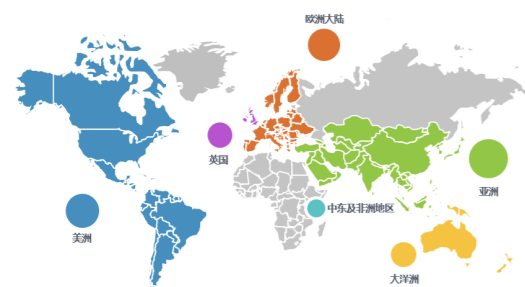 欧洲大陆
英国
亚洲
中东及非洲地区
美洲
大洋洲